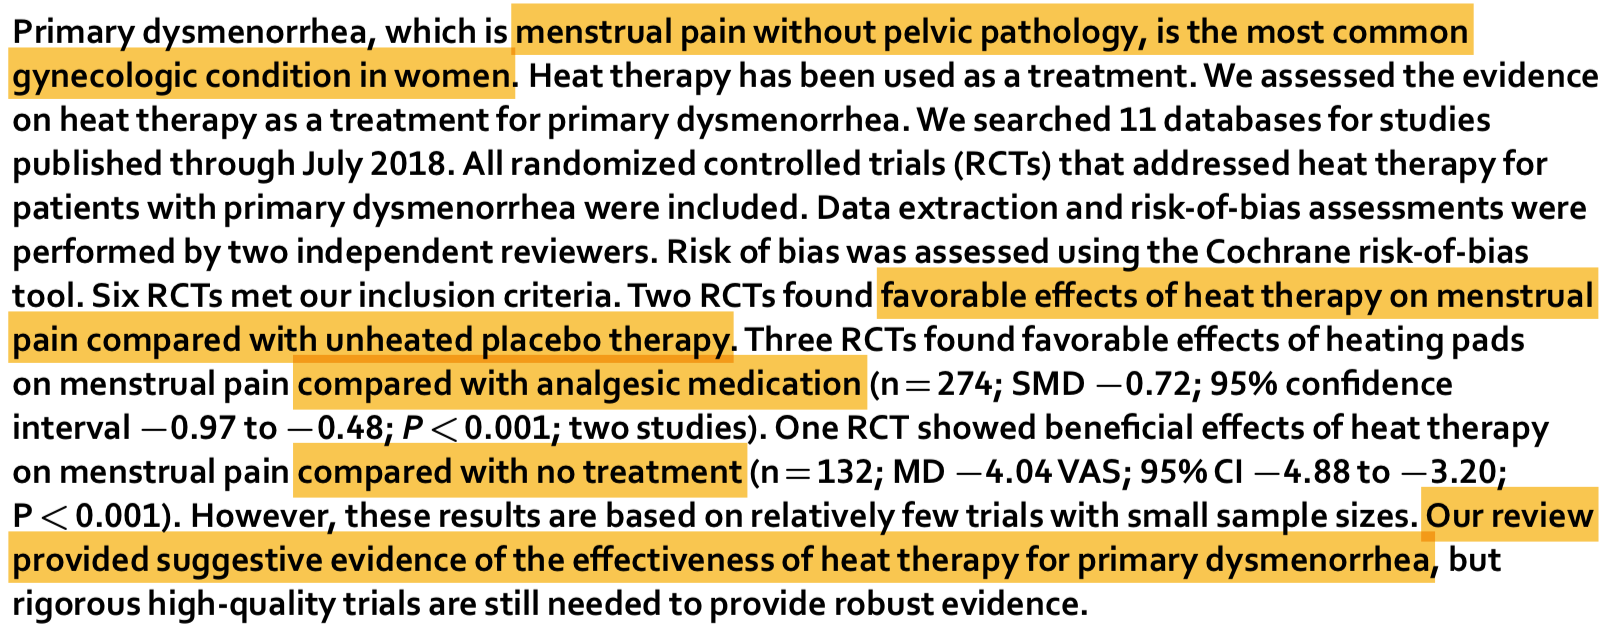 Primary dysmenorrhea, which is menstrual pain without pelvic pathology, is the most common
gynecologic condition in women. Heat therapy has been used as a treatment. We assessed the evidence
on heat therapy as a treatment for primary dysmenorrhea. We searched 11 databases for studies
published through July 2018. All randomized controlled trials (RCTs) that addressed heat therapy for
patients with primary dysmenorrhea were included. Data extraction and risk-of-bias assessments were
performed by two independent reviewers. Risk of bias was assessed using the Cochrane risk-of-bias
tool. Six RCTs met our inclusion criteria. Two RCTs found favorable effects of heat therapy on menstrual
pain compared with unheated placebo therapy. Three RCTs found favorable effects of heating pads
on menstrual pain compared with analgesic medication (n = 274; SMD −0.72; 95% confidence
interval −0.97 to −0.48; P < 0.001; two studies). One RCT showed beneficial effects of heat therapy
on menstrual pain compared with no treatment (n = 132; MD −4.04 VAS; 95% CI −4.88 to −3.20;
P < 0.001). However, these results are based on relatively few trials with small sample sizes. Our review
provided suggestive evidence of the effectiveness of heat therapy for primary dysmenorrhea, but
rigorous high-quality trials are still needed to provide robust evidence.